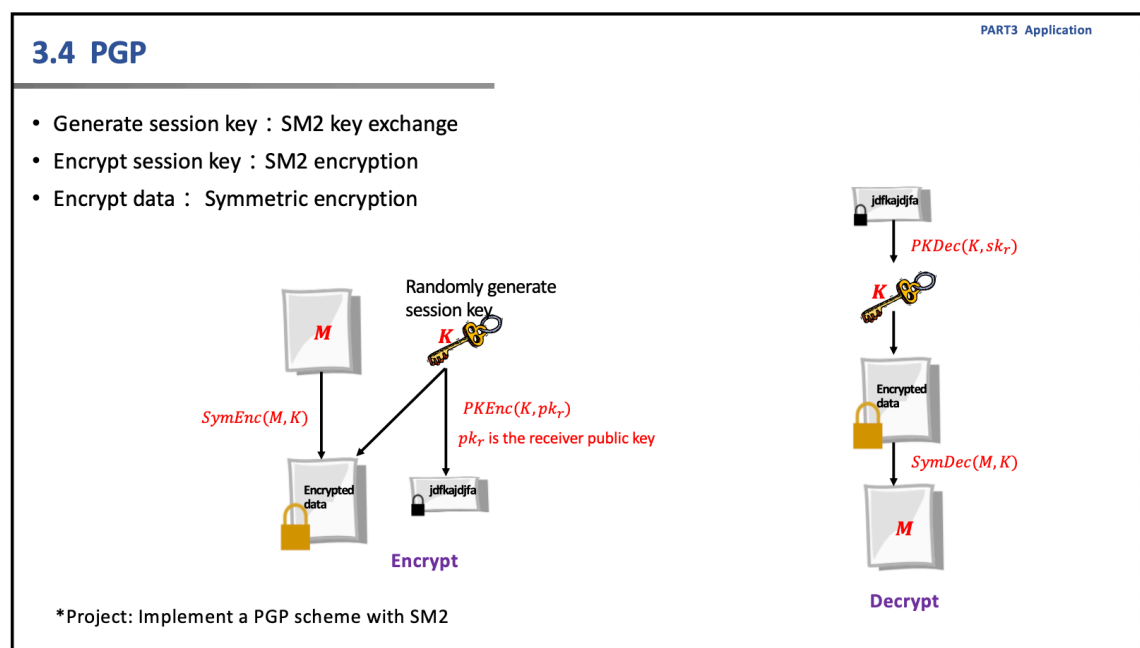 PART3 Application
3.4 PGP
• Generate session key：SM2 key exchange
• Encrypt session key：SM2 encryption
• Encrypt data： Symmetric encryption
Randomly generate
session key
M
K
SymEnc(M, K)
PKEnc(K, pkᵣ)
pkᵣ is the receiver public key
Encrypted
data
jdfkajdjfa
Encrypt
jdfkajdjfa
PKDec(K, skᵣ)
K
Encrypted
data
SymDec(M, K)
M
Decrypt
*Project: Implement a PGP scheme with SM2